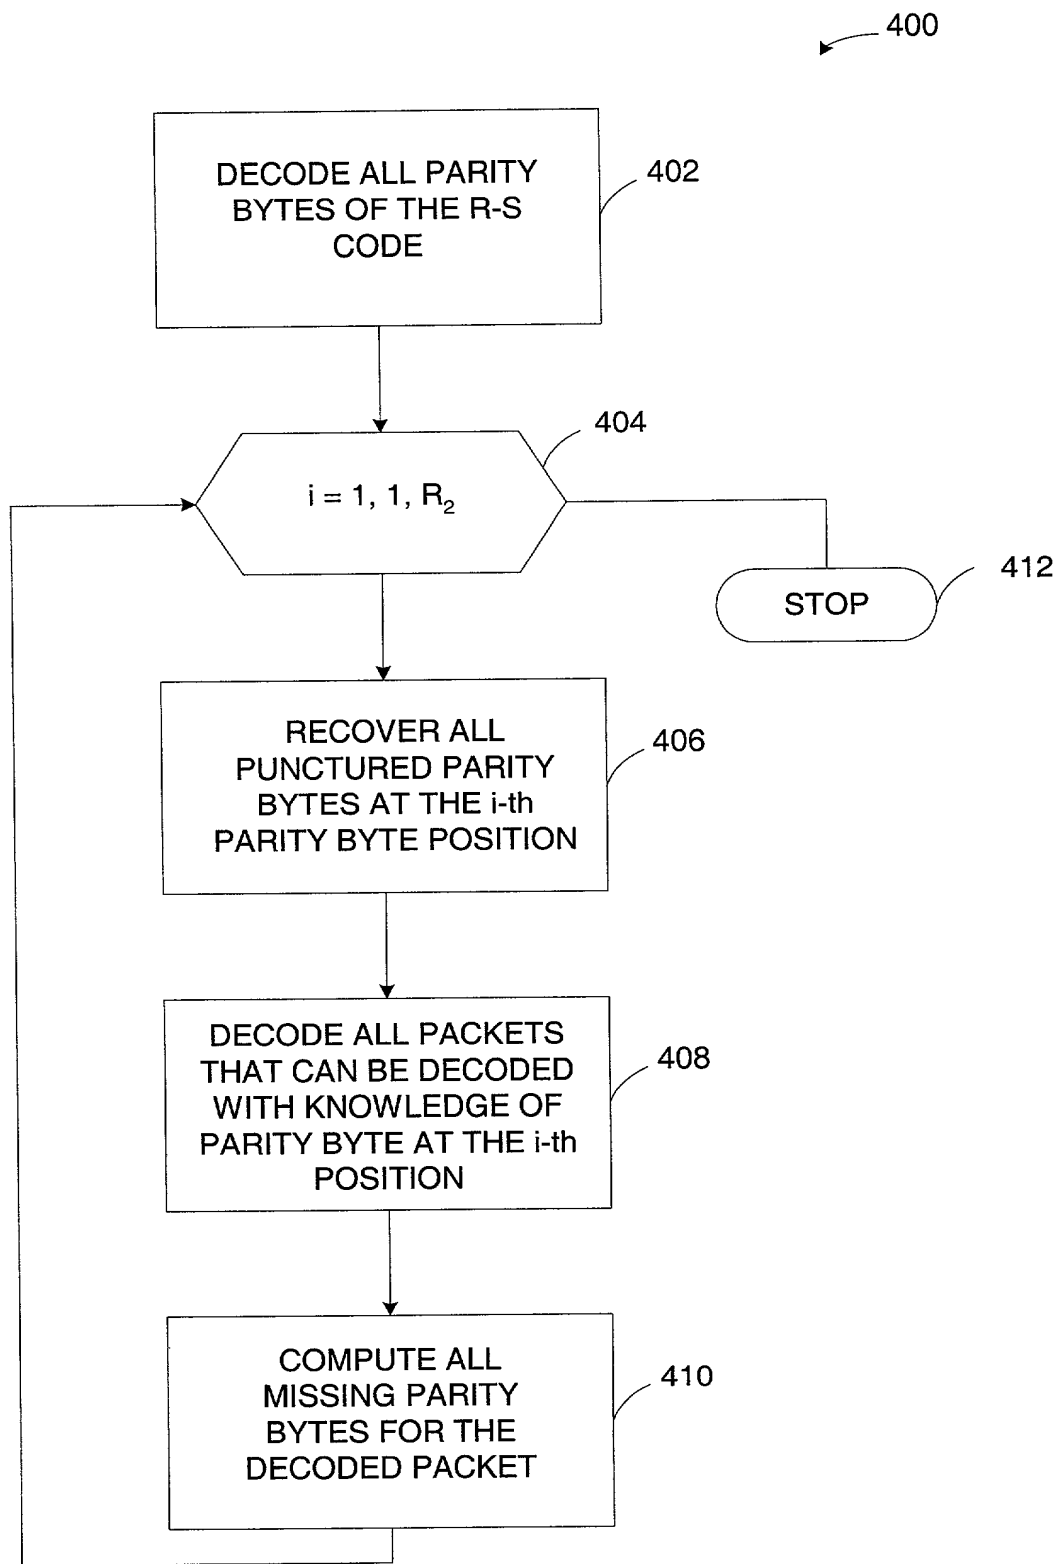 400
DECODE ALL PARITY
BYTES OF THE R-S
CODE
402
404
i = 1, 1, R₂
412
STOP
RECOVER ALL
PUNCTURED PARITY
BYTES AT THE i-th
PARITY BYTE POSITION
406
DECODE ALL PACKETS
THAT CAN BE DECODED
WITH KNOWLEDGE OF
PARITY BYTE AT THE i-th
POSITION
408
COMPUTE ALL
MISSING PARITY
BYTES FOR THE
DECODED PACKET
410